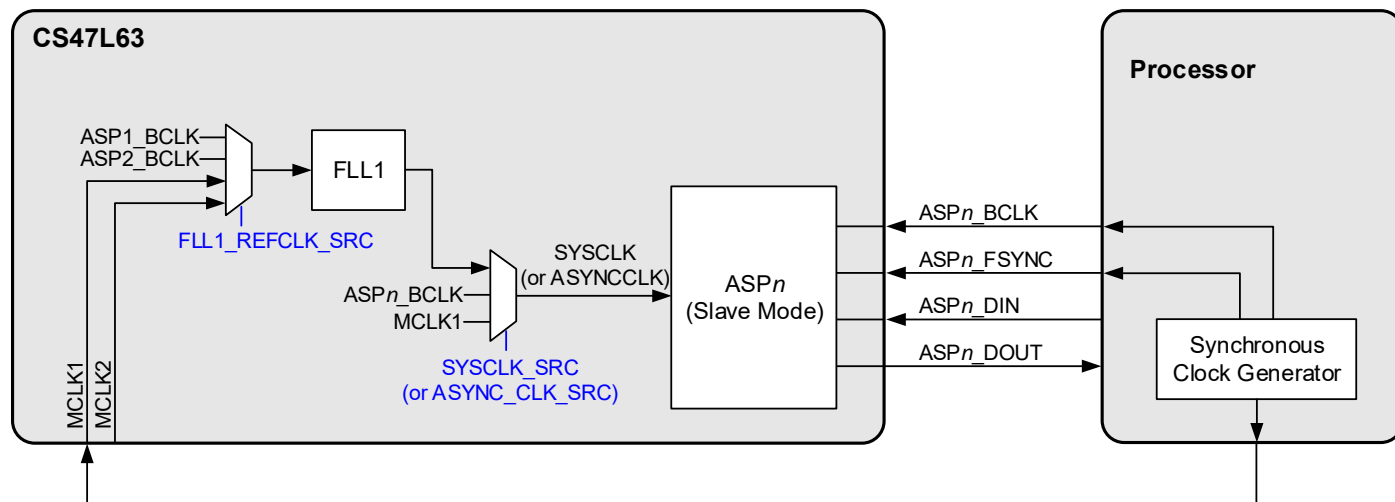 CS47L63
Processor
ASP1_BCLK
ASP2_BCLK
FLL1
FLL1_REFCLK_SRC
MCLK1
MCLK2
SYSCLK
(or ASYNCCLK)
ASPn_BCLK
MCLK1
SYSCLK_SRC
(or ASYNC_CLK_SRC)
ASPn
(Slave Mode)
ASPn_BCLK
ASPn_FSYNC
ASPn_DIN
ASPn_DOUT
Synchronous
Clock Generator